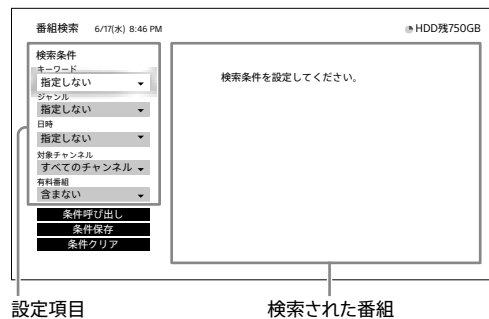 番組検索 6/17(水) 8:46 PM
HDD残750GB
検索条件
キーワード
指定しない
ジャンル
指定しない
日時
指定しない
対象チャンネル
すべてのチャンネル
有料番組
含まない
条件呼び出し
条件保存
条件クリア
検索条件を設定してください。
設定項目
検索された番組